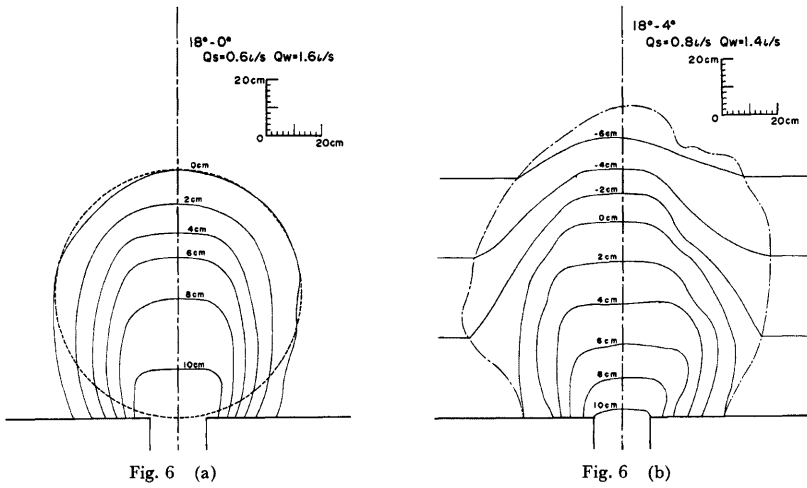 18°-0°
Qs=0.6ℓ/s Qw=1.6ℓ/s
20cm
0
20cm
0cm
2cm
4cm
6cm
8cm
10cm
Fig. 6 (a)
18°-4°
Qs=0.8ℓ/s Qw=1.4ℓ/s
20cm
0
20cm
-6cm
-4cm
-2cm
0cm
2cm
4cm
6cm
8cm
10cm
Fig. 6 (b)